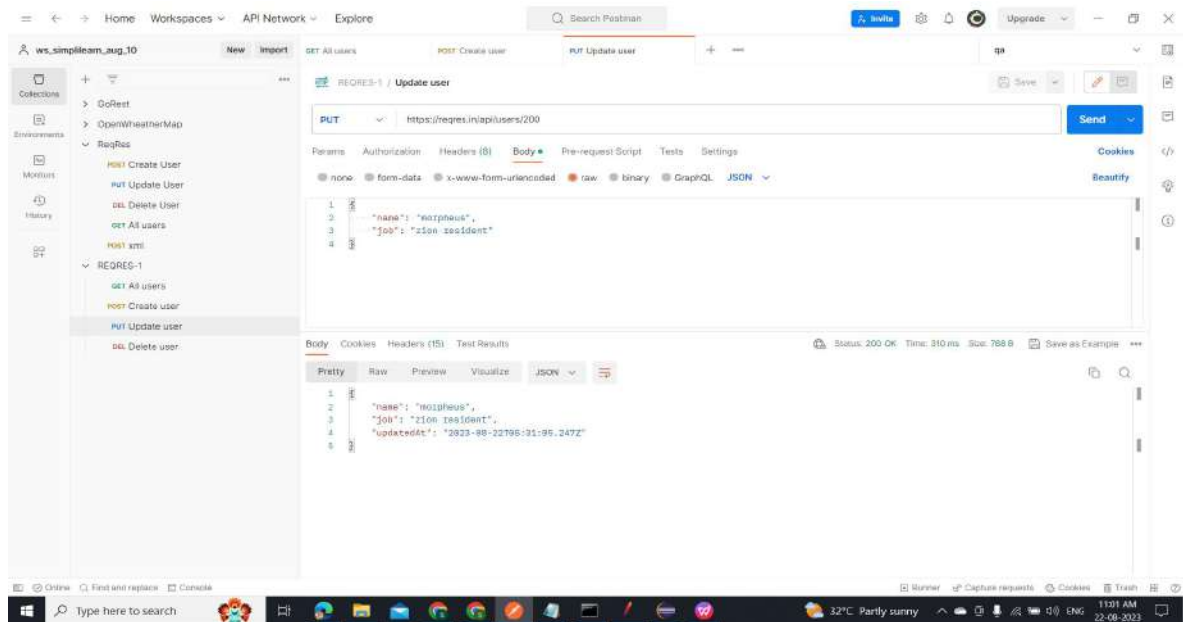 Home Workspaces API Network Explore Search Postman Invite Upgrade
ws_simplilearn_aug_10 New Import GET All users POST Create user PUT Update user qa
REQRES-1 / Update user Save
Collections
GoRest
PUT https://reqres.in/api/users/200 Send
OpenWheatherMap
Environments
ReqRes
Params Authorization Headers (8) Body Pre-request Script Tests Settings Cookies
POST Create User
Monitors
none form-data x-www-form-urlencoded raw binary GraphQL JSON Beautify
PUT Update User
DEL Delete User
History
GET All users
POST xml
REQRES-1
GET All users
POST Create user
PUT Update user
DEL Delete user
1 {
2 "name": "morpheus",
3 "job": "zion resident"
4 }
Body Cookies Headers (15) Test Results Status: 200 OK Time: 310 ms Size: 788 B Save as Example
Pretty Raw Preview Visualize JSON
1 {
2 "name": "morpheus",
3 "job": "zion resident",
4 "updatedAt":
5 }
Online Find and replace Console Runner Capture requests Cookies Trash
Type here to search 32°C Partly sunny ENG 11:01 AM
22-08-2023